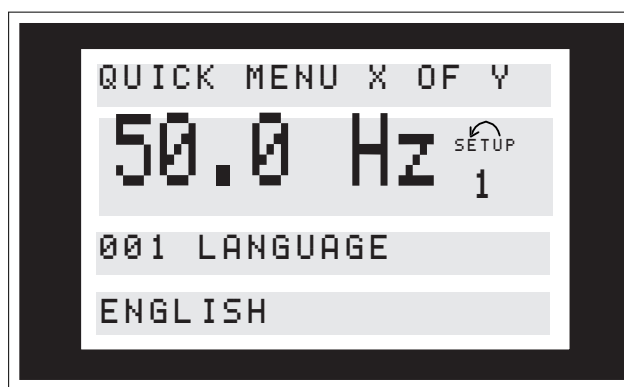 QUICK MENU X OF Y
50.0 Hz
SETUP
1
001 LANGUAGE
ENGLISH